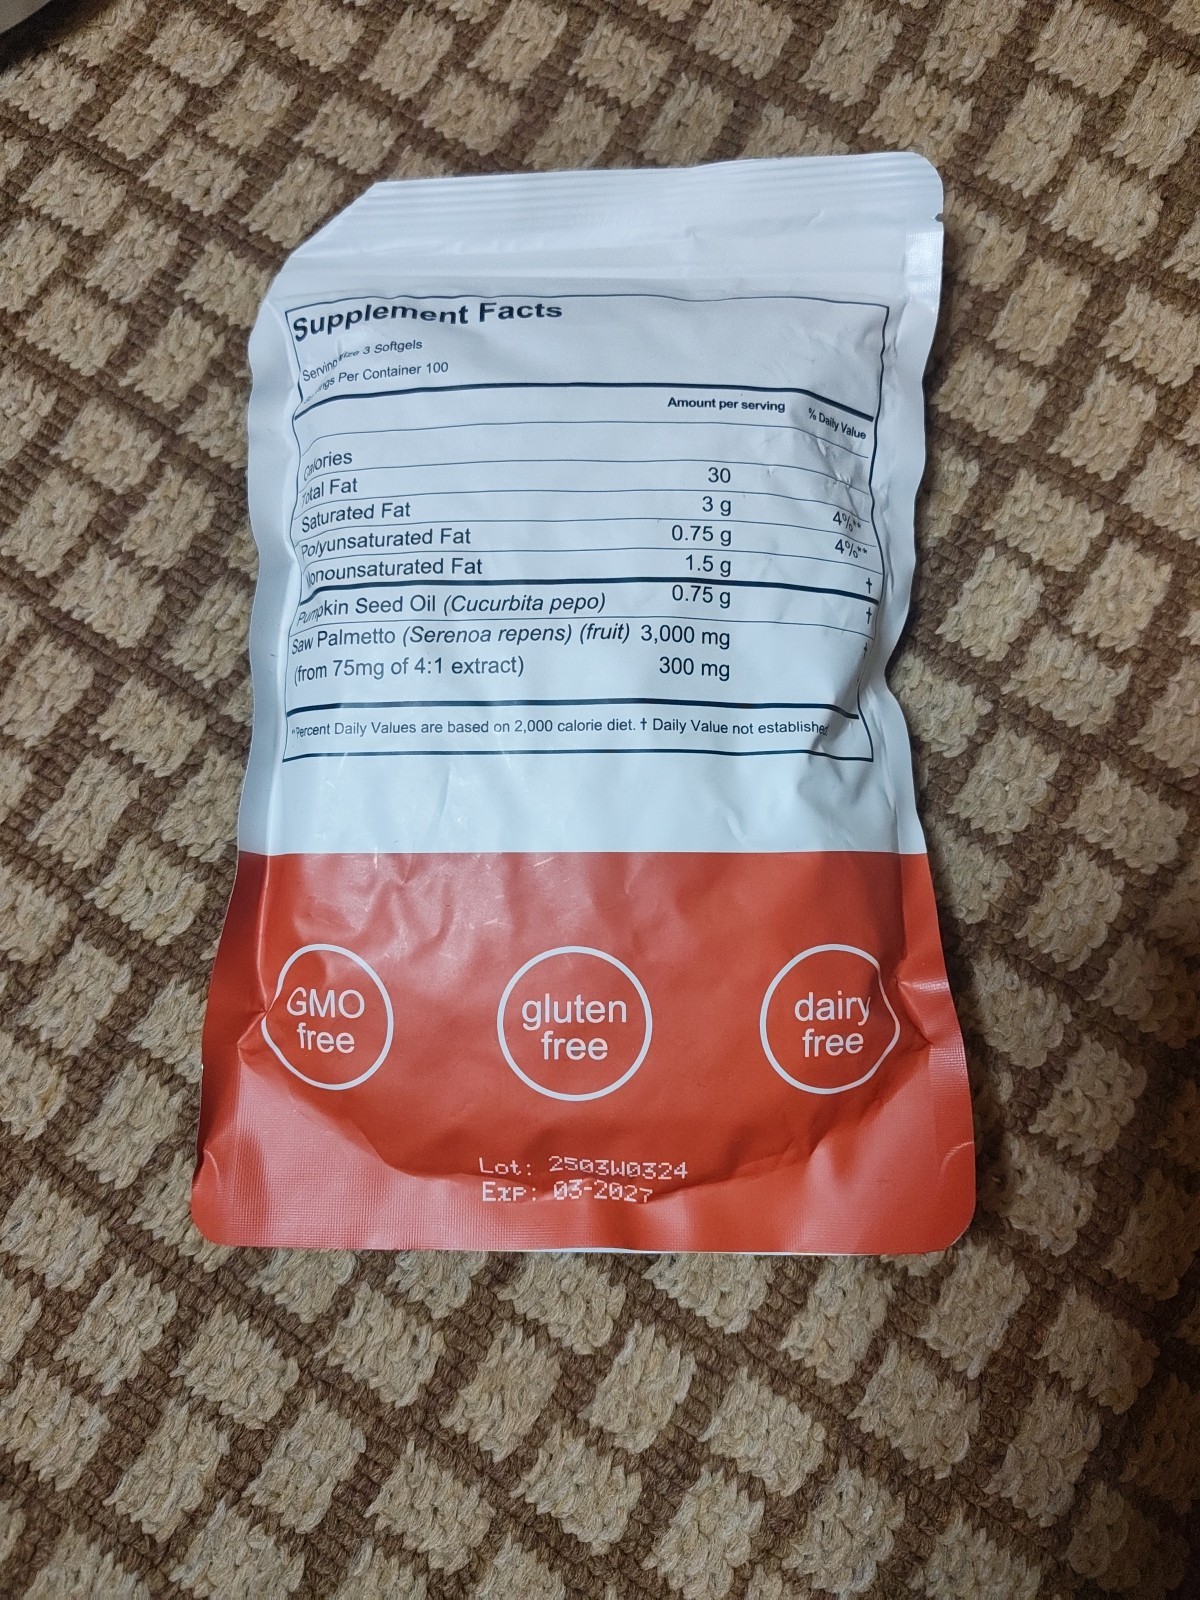 Supplement Facts
Serving Size 3 Softgels
Servings Per Container 100
Amount per serving % Daily Value
Calories 30
Total Fat 3 g 4%**
Saturated Fat 0.75 g 4%**
Polyunsaturated Fat 1.5 g †
Monounsaturated Fat 0.75 g †
Pumpkin Seed Oil (Cucurbita pepo) 3,000 mg †
Saw Palmetto (Serenoa repens) (fruit) 300 mg
(from 75mg of 4:1 extract)
**Percent Daily Values are based on 2,000 calorie diet. † Daily Value not established
GMO
free
gluten
free
dairy
free
Lot: 2503W0324
Exp: 03-2027